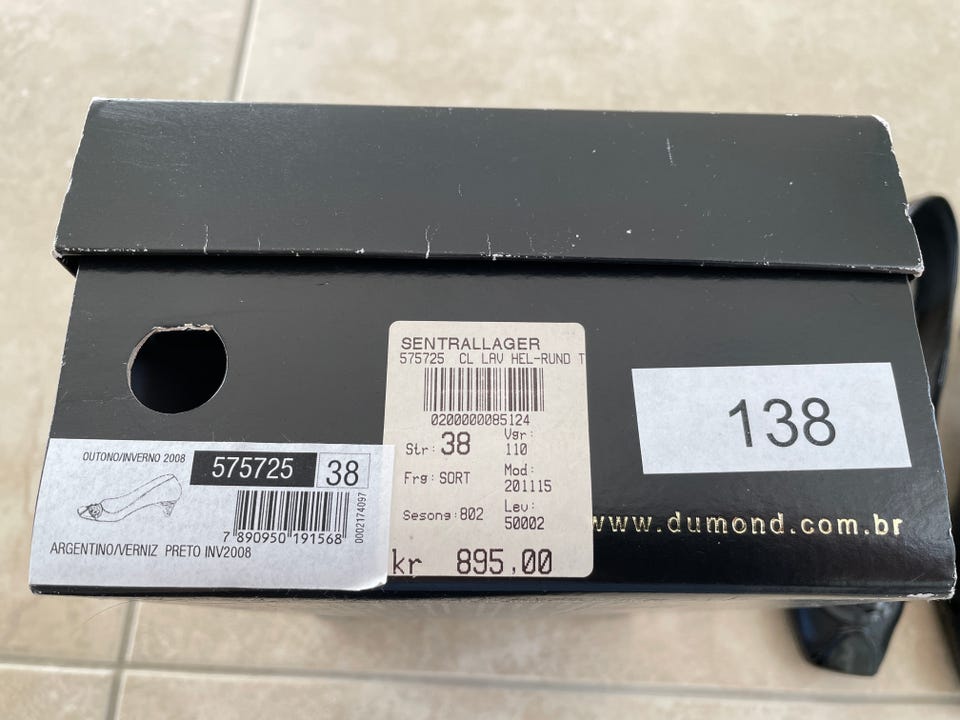 SENTRALLAGER
575725 CL LAV HEL-RUND T
0200000085124
Str: 38
Vgr:
110
Frg: SORT
Mod:
201115
Sesong: 802
Lev:
50002
kr 895,00
138
www.dumond.com.br
OUTONO/INVERNO 2008
575725
38
7 890950 191568
0002174097
ARGENTINO/VERNIZ PRETO INV2008